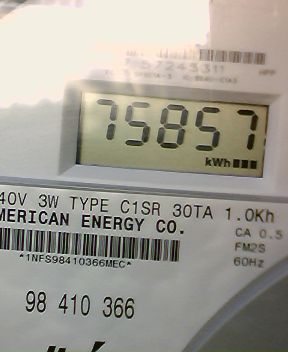 75857
kWh
40V 3W TYPE C1SR 30TA 1.0Kh
MERICAN ENERGY CO.
CA 0.5
FM2S
*1NFS98410366MEC*
60Hz
98 410 366